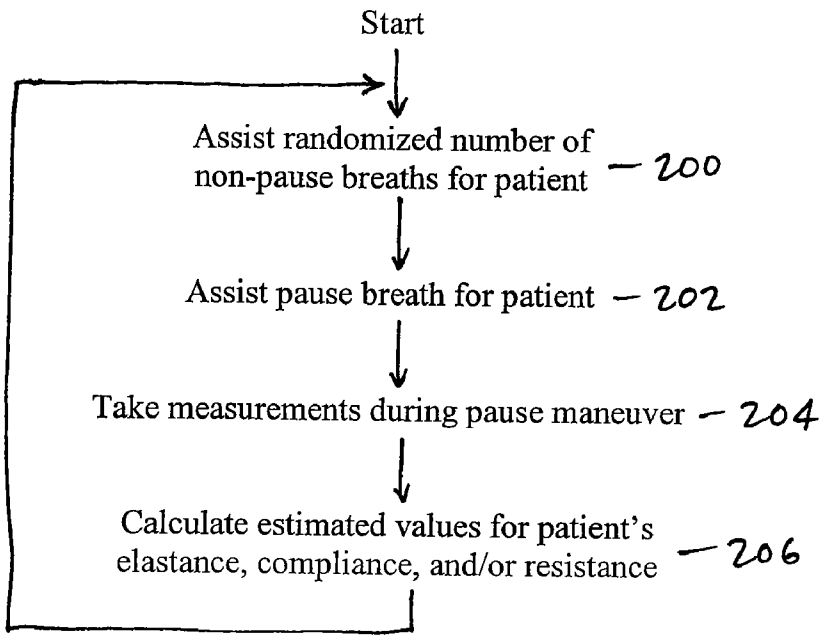 Start
Assist randomized number of
non-pause breaths for patient — 200
Assist pause breath for patient — 202
Take measurements during pause maneuver — 204
Calculate estimated values for patient's
elastance, compliance, and/or resistance — 206